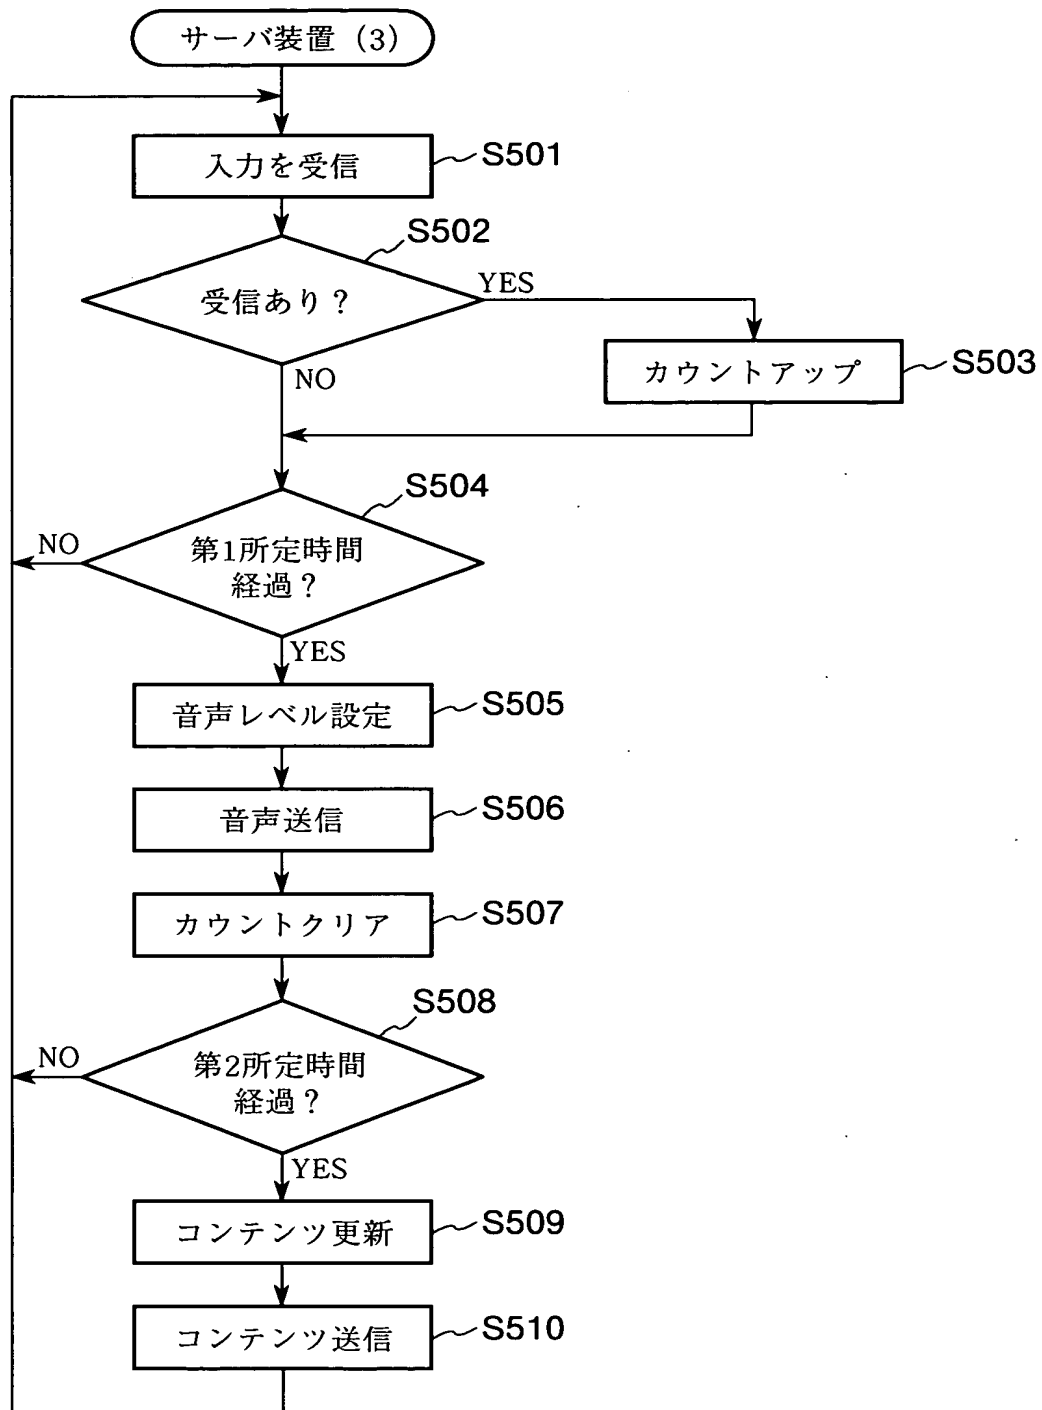 サーバ装置（3）
入力を受信
S501
S502
受信あり？
YES
カウントアップ
S503
NO
S504
第1所定時間
経過？
NO
YES
音声レベル設定
S505
音声送信
S506
カウントクリア
S507
S508
第2所定時間
経過？
NO
YES
コンテンツ更新
S509
コンテンツ送信
S510